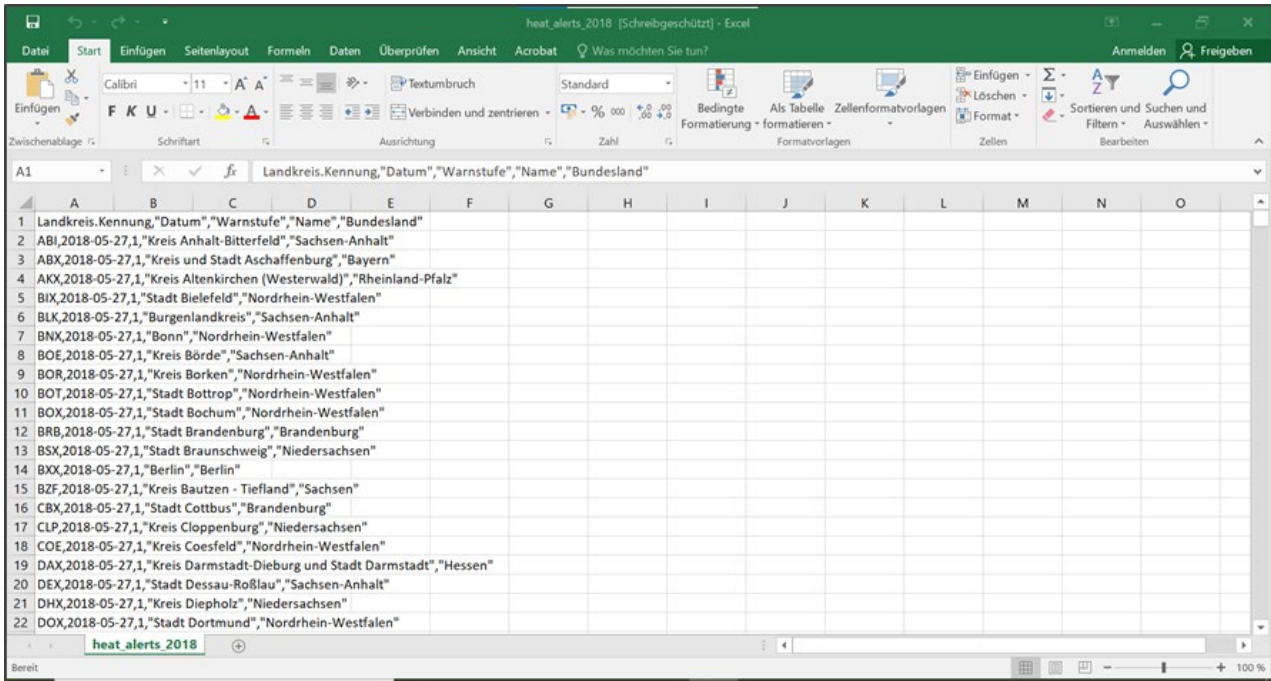 heat_alerts_2018 [Schreibgeschützt] - Excel
Datei Start Einfügen Seitenlayout Formeln Daten Überprüfen Ansicht Acrobat Was möchten Sie tun? Anmelden Freigeben
Einfügen
Calibri 11 A A
F K U A
Textumbruch
Verbinden und zentrieren
Standard
% 000
Bedingte Formatierung
Als Tabelle formatieren
Zellenformatvorlagen
Einfügen
Löschen
Format
Sortieren und Filtern
Suchen und Auswählen
Zwischenablage Schriftart Ausrichtung Zahl Formatvorlagen Zellen Bearbeiten
A1 fx Landkreis.Kennung,"Datum","Warnstufe","Name","Bundesland"
A B C D E F G H I J K L M N O
1 Landkreis.Kennung,"Datum","Warnstufe","Name","Bundesland"
2 ABI,2018-05-27,1,"Kreis Anhalt-Bitterfeld","Sachsen-Anhalt"
3 ABX,2018-05-27,1,"Kreis und Stadt Aschaffenburg","Bayern"
4 AKX,2018-05-27,1,"Kreis Altenkirchen (Westerwald)","Rheinland-Pfalz"
5 BIX,2018-05-27,1,"Stadt Bielefeld","Nordrhein-Westfalen"
6 BLK,2018-05-27,1,"Burgenlandkreis","Sachsen-Anhalt"
7 BNX,2018-05-27,1,"Bonn","Nordrhein-Westfalen"
8 BOE,2018-05-27,1,"Kreis Börde","Sachsen-Anhalt"
9 BOR,2018-05-27,1,"Kreis Borken","Nordrhein-Westfalen"
10 BOT,2018-05-27,1,"Stadt Bottrop","Nordrhein-Westfalen"
11 BOX,2018-05-27,1,"Stadt Bochum","Nordrhein-Westfalen"
12 BRB,2018-05-27,1,"Stadt Brandenburg","Brandenburg"
13 BSX,2018-05-27,1,"Stadt Braunschweig","Niedersachsen"
14 BXX,2018-05-27,1,"Berlin","Berlin"
15 BZF,2018-05-27,1,"Kreis Bautzen - Tiefland","Sachsen"
16 CBX,2018-05-27,1,"Stadt Cottbus","Brandenburg"
17 CLP,2018-05-27,1,"Kreis Cloppenburg","Niedersachsen"
18 COE,2018-05-27,1,"Kreis Coesfeld","Nordrhein-Westfalen"
19 DAX,2018-05-27,1,"Kreis Darmstadt-Dieburg und Stadt Darmstadt","Hessen"
20 DEX,2018-05-27,1,"Stadt Dessau-Roßlau","Sachsen-Anhalt"
21 DHX,2018-05-27,1,"Kreis Diepholz","Niedersachsen"
22 DOX,2018-05-27,1,"Stadt Dortmund","Nordrhein-Westfalen"
heat_alerts_2018
Bereit 100 %